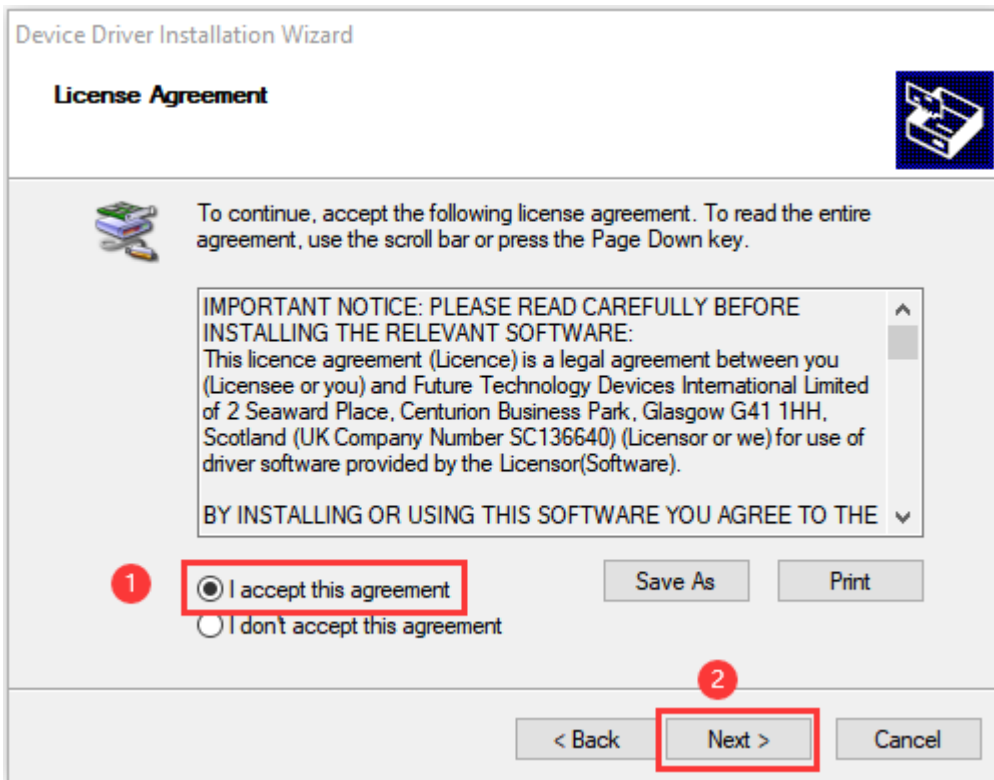 Device Driver Installation Wizard
License Agreement
To continue, accept the following license agreement. To read the entire
agreement, use the scroll bar or press the Page Down key.
IMPORTANT NOTICE: PLEASE READ CAREFULLY BEFORE
INSTALLING THE RELEVANT SOFTWARE:
This licence agreement (Licence) is a legal agreement between you
(Licensee or you) and Future Technology Devices International Limited
of 2 Seaward Place, Centurion Business Park, Glasgow G41 1HH,
Scotland (UK Company Number SC136640) (Licensor or we) for use of
driver software provided by the Licensor(Software).
BY INSTALLING OR USING THIS SOFTWARE YOU AGREE TO THE
1
I accept this agreement
Save As
Print
I don't accept this agreement
2
< Back
Next >
Cancel